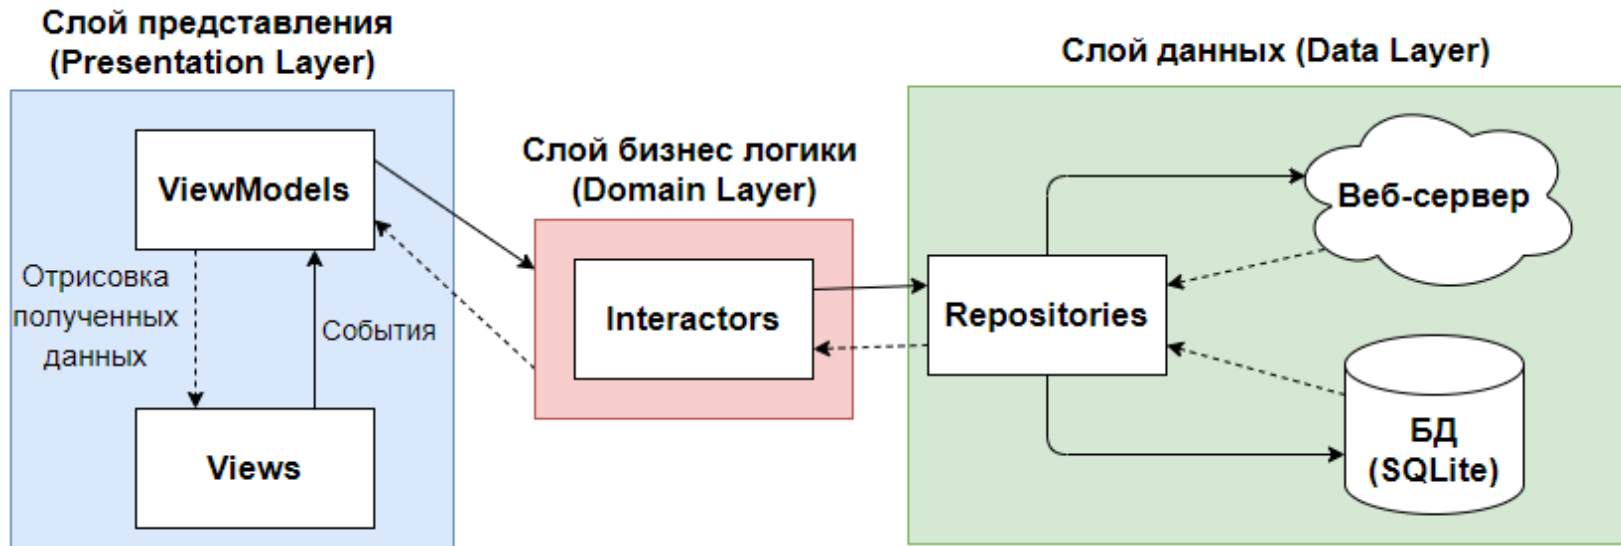 Слой представления
(Presentation Layer)
ViewModels
Отрисовка
полученных
данных
События
Views
Слой бизнес логики
(Domain Layer)
Interactors
Слой данных (Data Layer)
Repositories
Веб-сервер
БД
(SQLite)